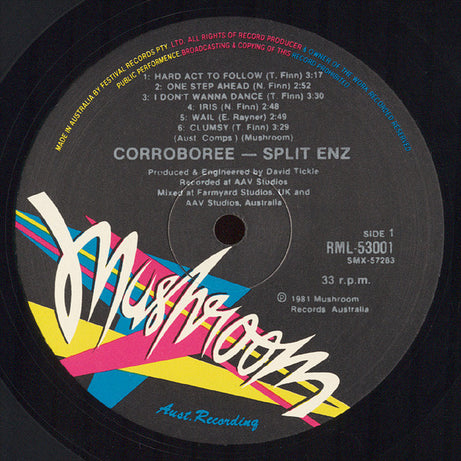 MADE IN AUSTRALIA BY FESTIVAL RECORDS PTY. LTD. ALL RIGHTS OF RECORD PRODUCER & OWNER OF THE WORK RECORDED RESERVED.
PUBLIC PERFORMENCE. BROADCASTING & COPYING OF THIS RECORD PROHIBITED
1: HARD ACT TO FOLLOW (T. Finn) 3:17
2: ONE STEP AHEAD (N. Finn) 2:52
3: I DON'T WANNA DANCE (T. Finn) 3:30
4: IRIS (N. Finn) 2:48
5: WAIL (E. Rayner) 2:49
6: CLUMSY (T. Finn) 3:29
(Aust Comps ) (Mushroom)
CORROBOREE — SPLIT ENZ
Produced & Engineered by David Tickle
Recorded at AAV Studios
Mixed at Farmyard Studios, UK and
AAV Studios, Australia
SIDE 1
RML-53001
SMX-57263
33 r.p.m.
℗ 1981 Mushroom
Records Australia
Mushroom
Aust. Recording